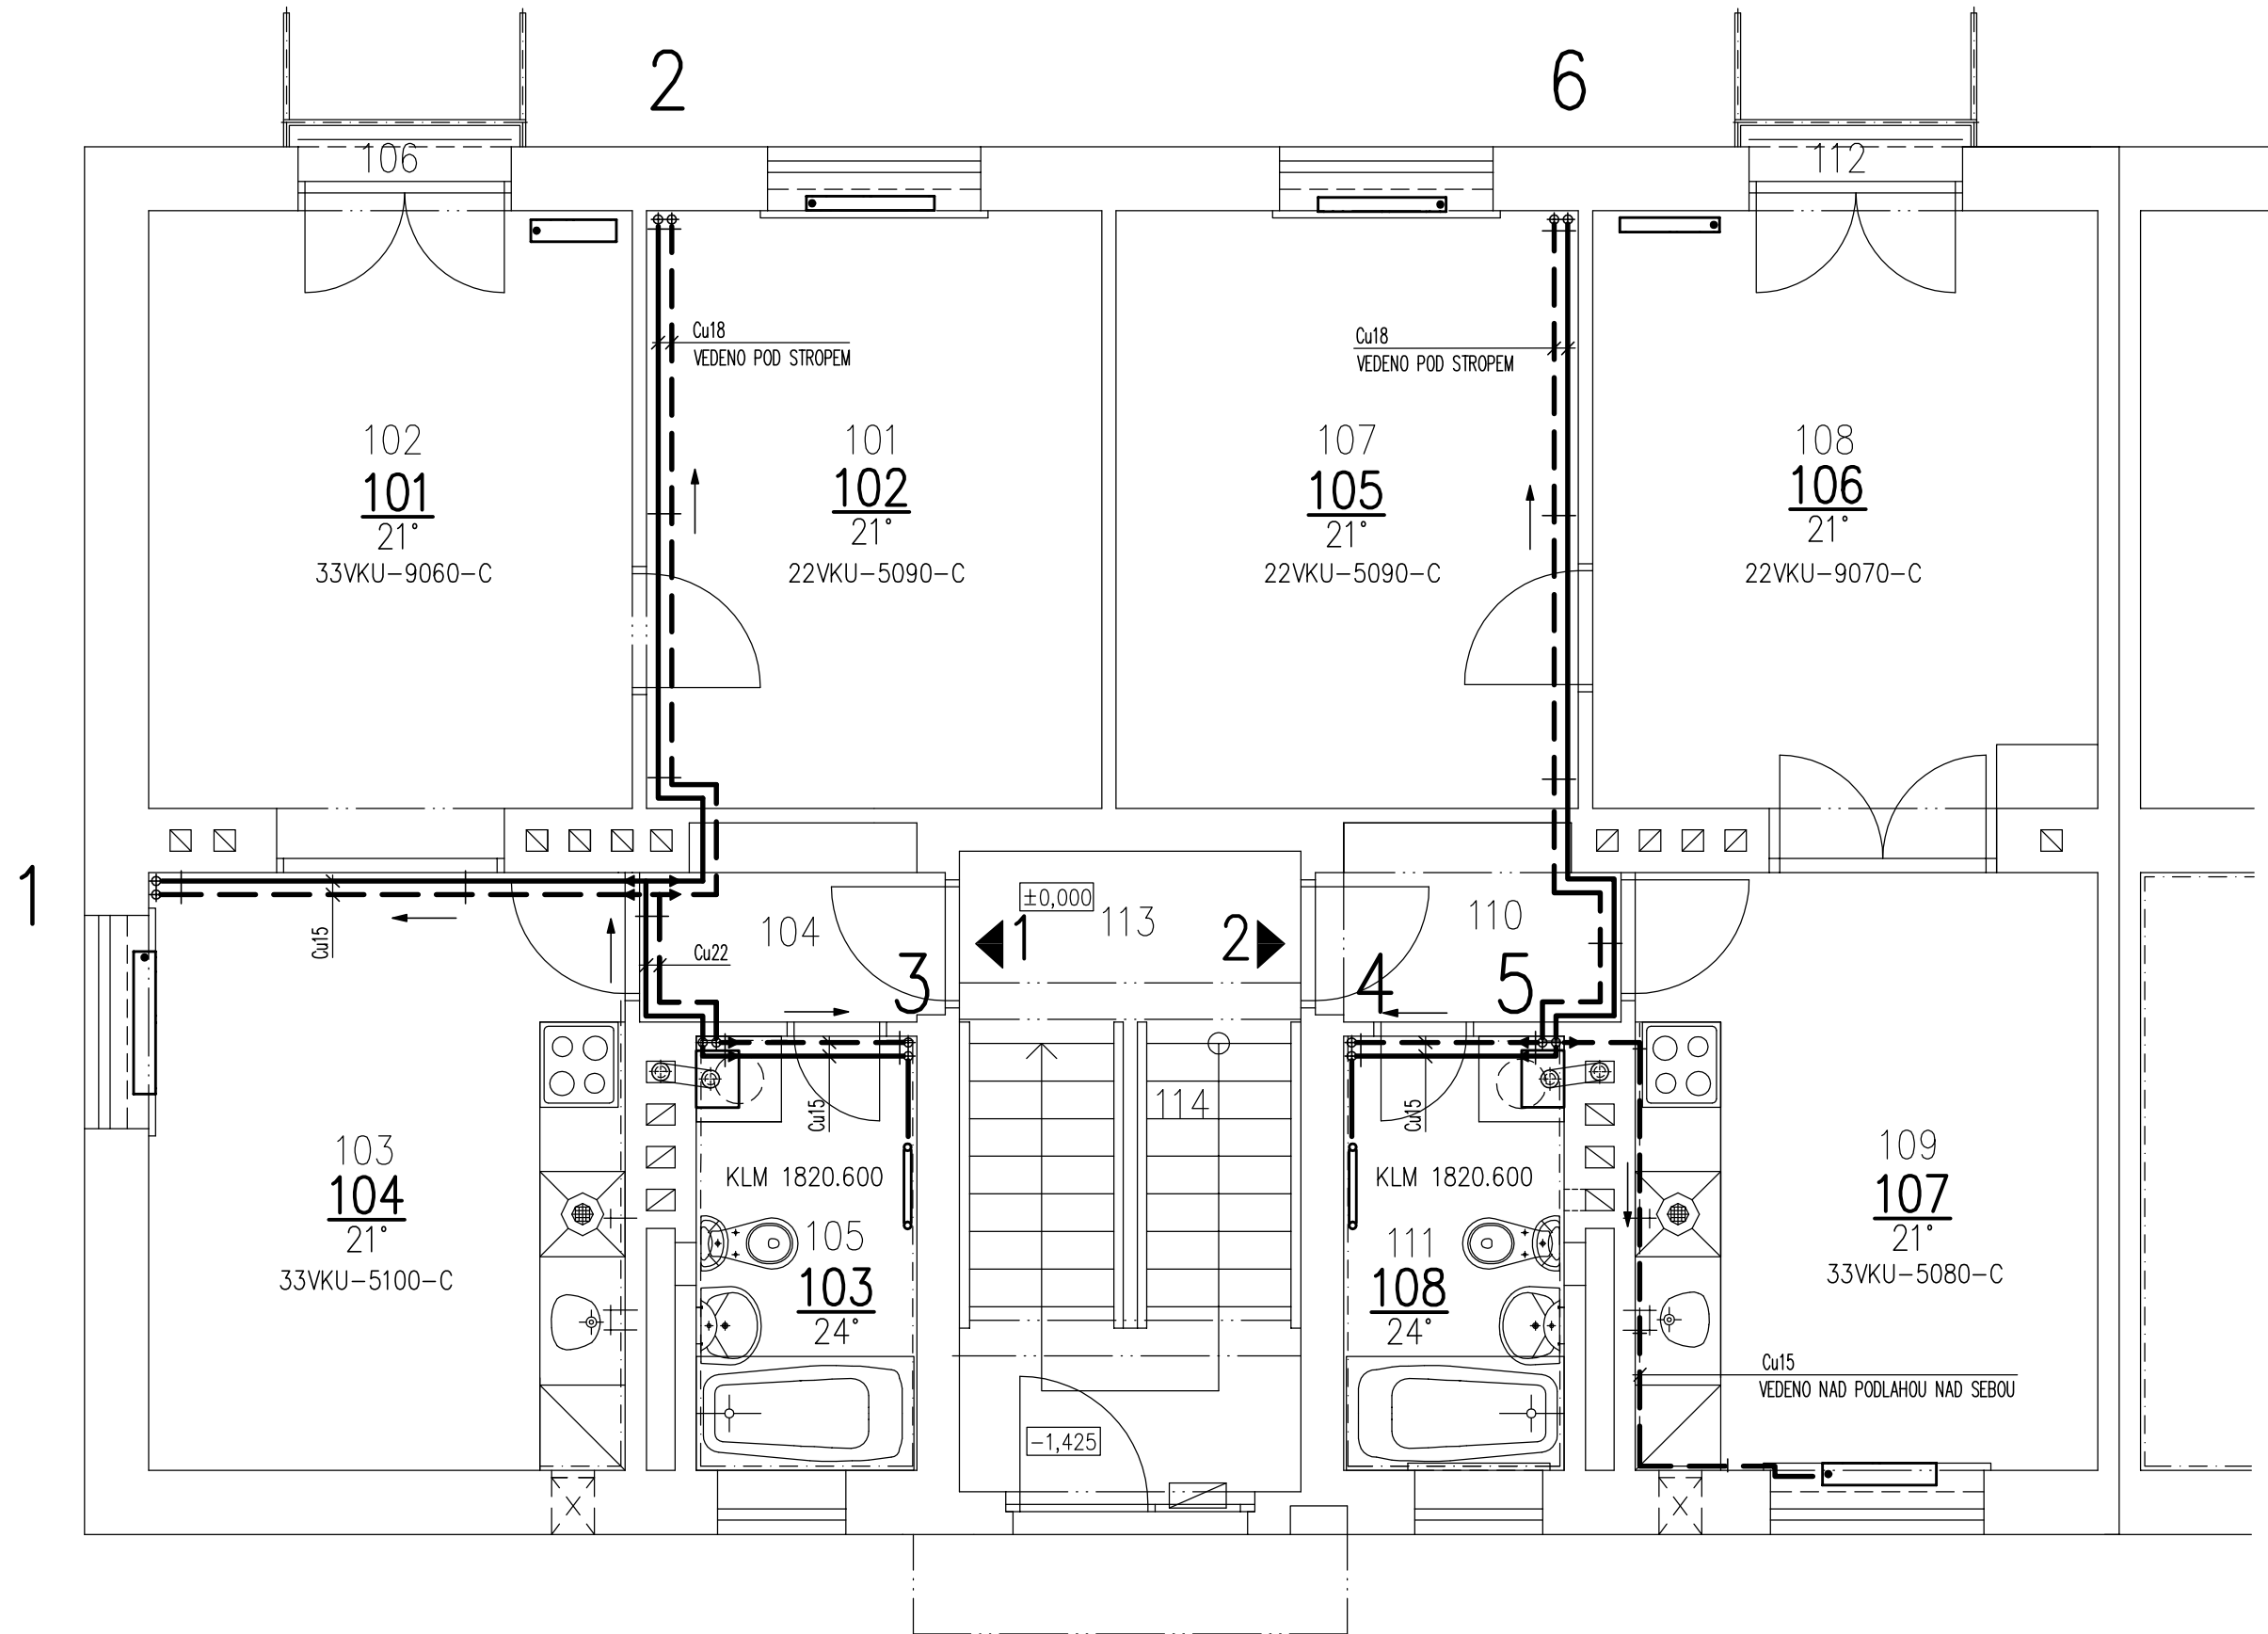 2
6
106
112
Cu18
VEDENO POD STROPEM
Cu18
VEDENO POD STROPEM
102
101
21°
33VKU-9060-C
101
102
21°
22VKU-5090-C
107
105
21°
22VKU-5090-C
108
106
21°
22VKU-9070-C
1
Cu15
104
Cu22
3
±0,000
1
113
2
4
110
5
Cu15
114
Cu15
103
104
21°
33VKU-5100-C
KLM 1820.600
105
103
24°
KLM 1820.600
111
108
24°
109
107
21°
33VKU-5080-C
Cu15
VEDENO NAD PODLAHOU NAD SEBOU
-1,425